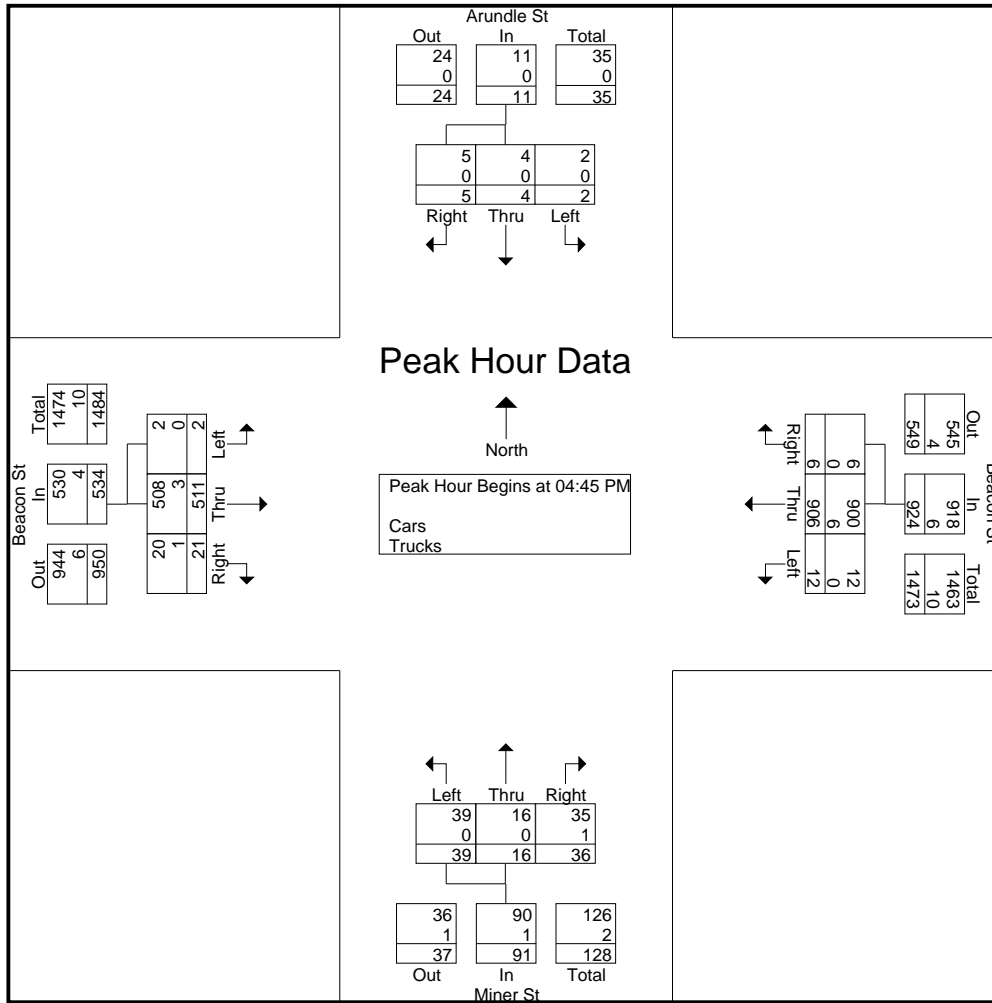 Arundle St
Out In Total
24 11 35
0 0 0
24 11 35
5 4 2
0 0 0
5 4 2
Right Thru Left
Peak Hour Data
North
Peak Hour Begins at 04:45 PM
Cars
Trucks
Beacon St
Total In Out
1474 530 944
10 4 6
1484 534 950
Left Thru Right
2 508 20
0 3 1
2 511 21
Beacon St
Out In Total
545 918 1463
4 6 10
549 924 1473
Right Thru Left
6 900 12
0 6 0
6 906 12
Left Thru Right
39 16 35
0 0 1
39 16 36
36 90 126
1 1 2
37 91 128
Out In Total
Miner St